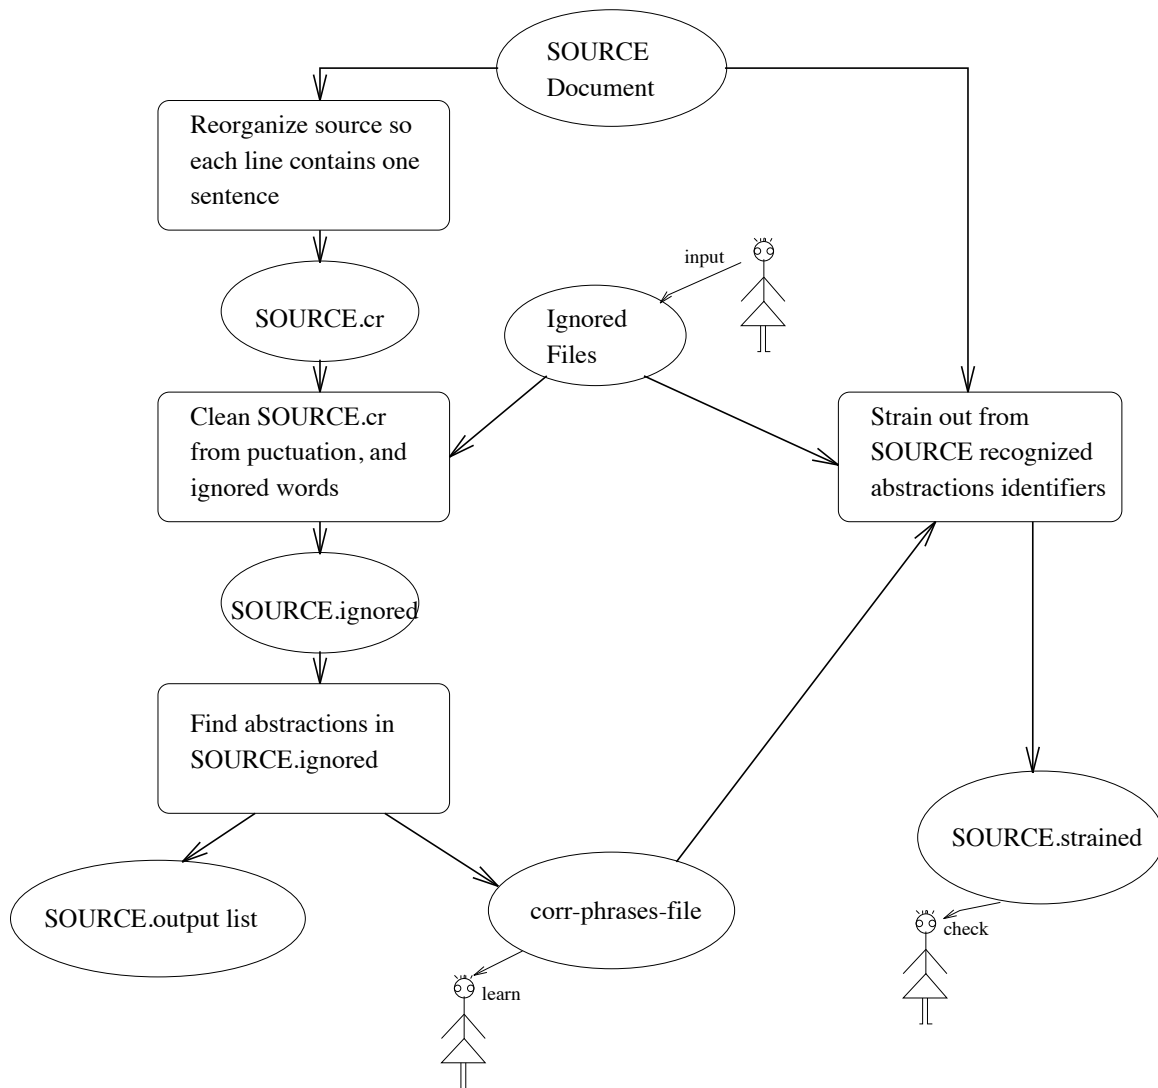 SOURCE
Document
Reorganize source so
each line contains one
sentence
input
SOURCE.cr
Ignored
Files
Clean SOURCE.cr
from puctuation, and
ignored words
Strain out from
SOURCE recognized
abstractions identifiers
SOURCE.ignored
Find abstractions in
SOURCE.ignored
SOURCE.strained
SOURCE.output list
corr-phrases-file
check
learn